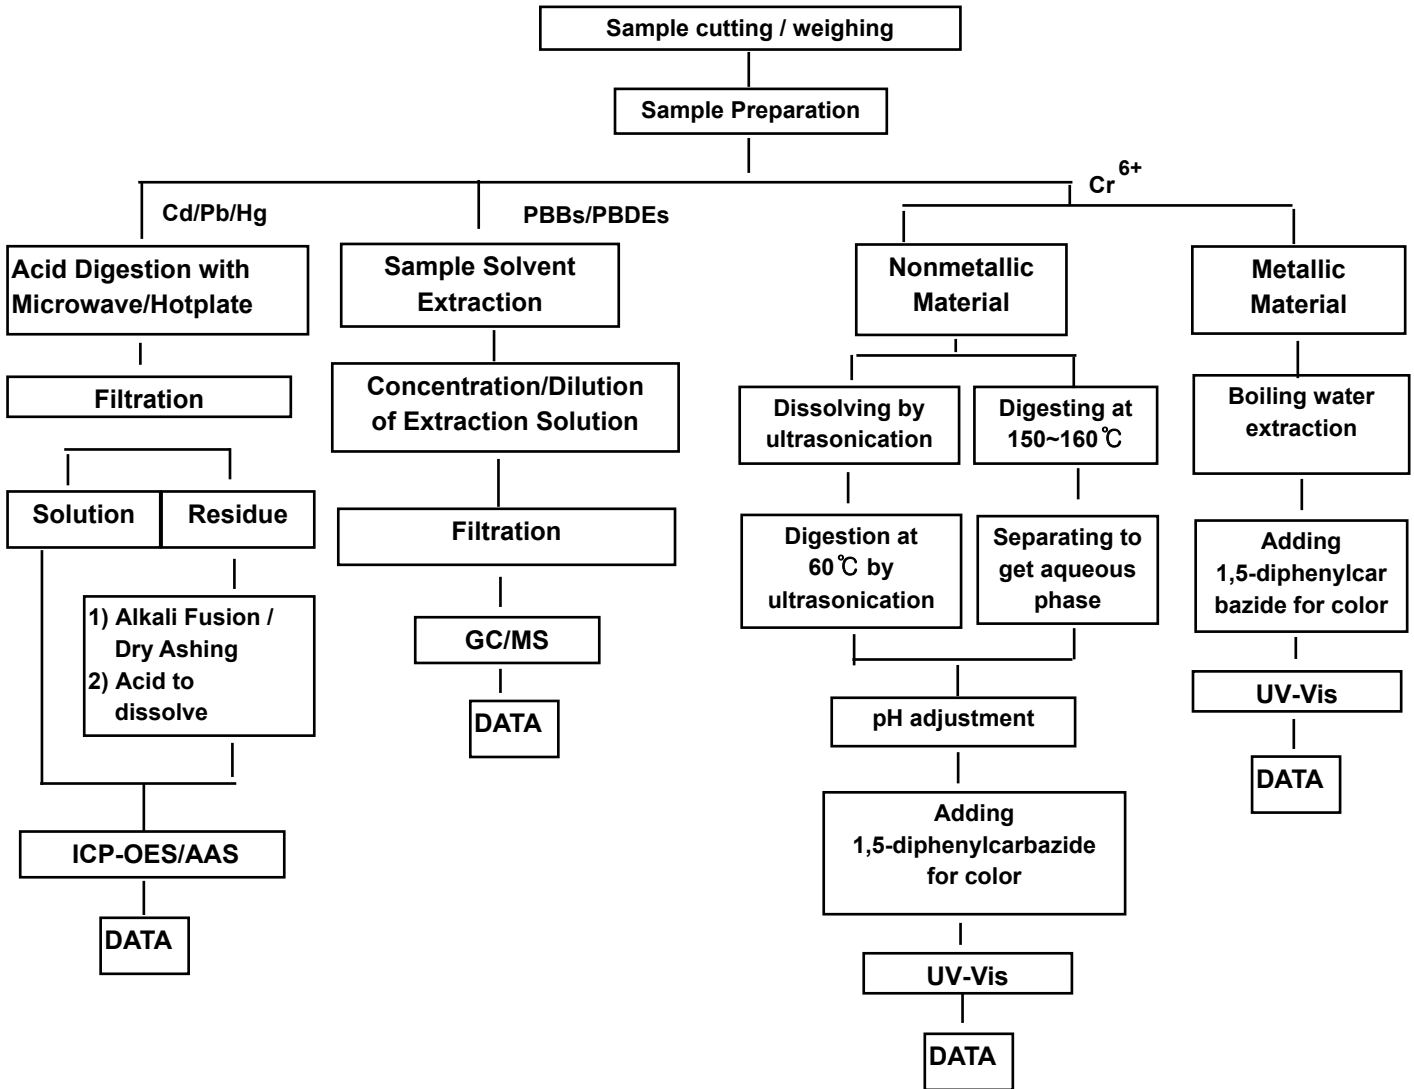 Sample cutting / weighing
Sample Preparation
Cr 6+
Cd/Pb/Hg
PBBs/PBDEs
Acid Digestion with
Microwave/Hotplate
Sample Solvent
Extraction
Nonmetallic
Material
Metallic
Material
Filtration
Concentration/Dilution
of Extraction Solution
Dissolving by
ultrasonication
Digesting at
150~160℃
Boiling water
extraction
Solution
Residue
Filtration
Digestion at
60℃ by
ultrasonication
Separating to
get aqueous
phase
Adding
1,5-diphenylcar
bazide for color
1) Alkali Fusion /
Dry Ashing
2) Acid to
dissolve
GC/MS
DATA
pH adjustment
UV-Vis
DATA
ICP-OES/AAS
DATA
Adding
1,5-diphenylcarbazide
for color
UV-Vis
DATA